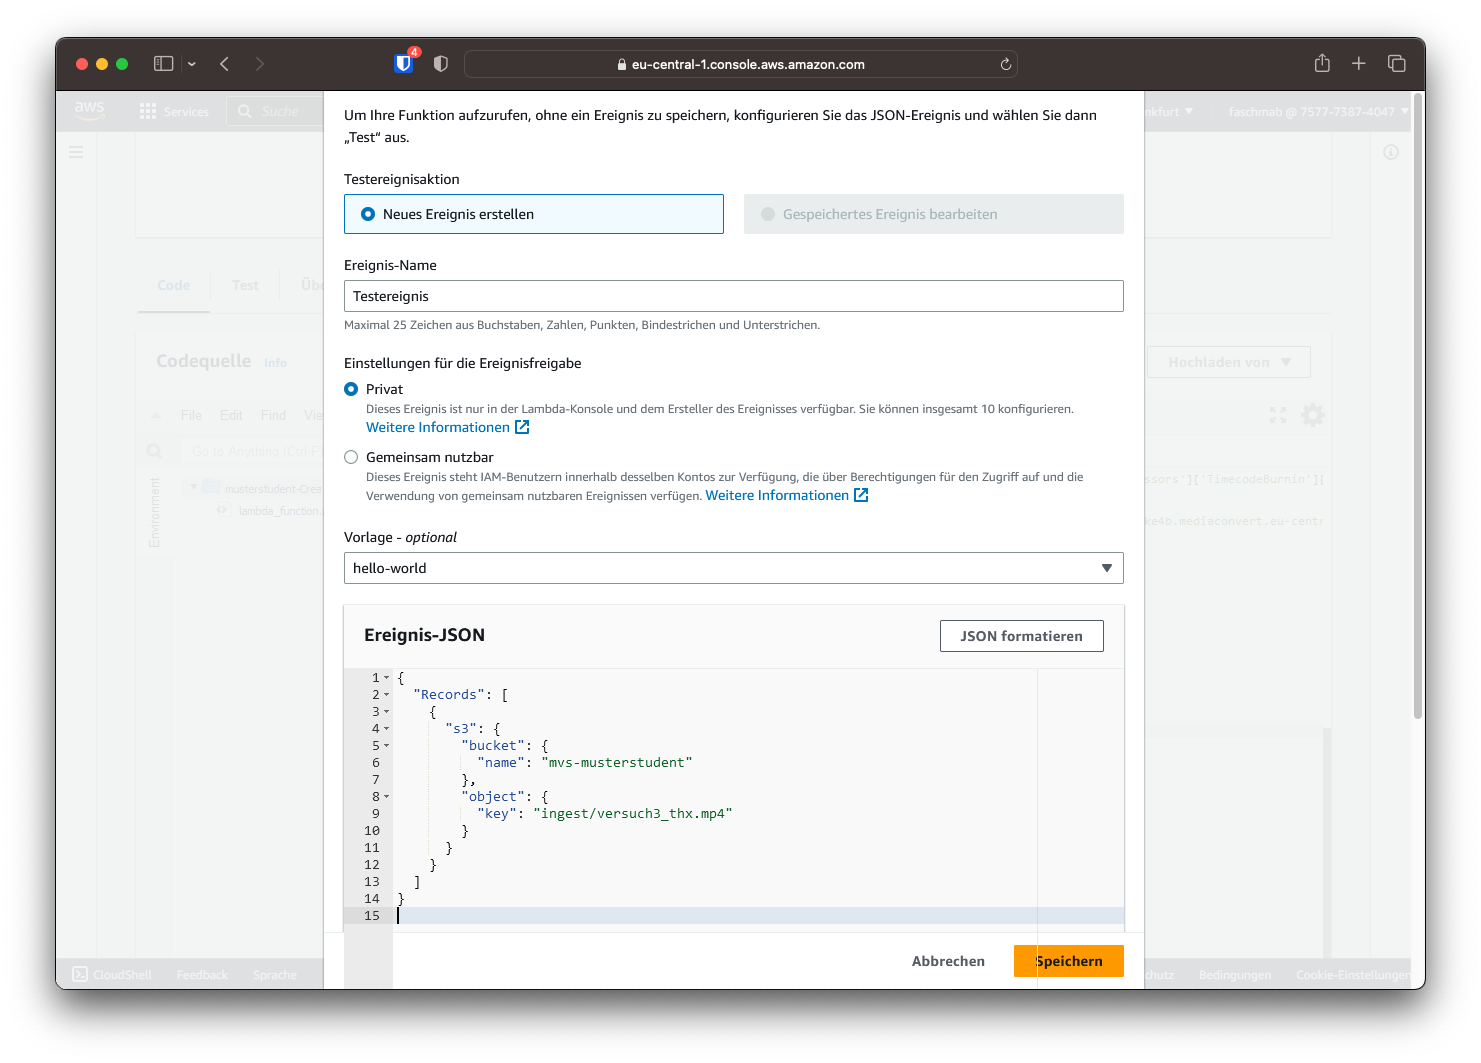 4
eu-central-1.console.aws.amazon.com
aws
Services
Suche
nkfurt
faschmab @ 7577-7387-4047
Um Ihre Funktion aufzurufen, ohne ein Ereignis zu speichern, konfigurieren Sie das JSON-Ereignis und wählen Sie dann
„Test“ aus.
Testereignisaktion
Neues Ereignis erstellen
Gespeichertes Ereignis bearbeiten
Code
Test
Üb
Ereignis-Name
Testereignis
Maximal 25 Zeichen aus Buchstaben, Zahlen, Punkten, Bindestrichen und Unterstrichen.
Codequelle
Info
Hochladen von
Einstellungen für die Ereignisfreigabe
Privat
Dieses Ereignis ist nur in der Lambda-Konsole und dem Ersteller des Ereignisses verfügbar. Sie können insgesamt 10 konfigurieren.
Weitere Informationen
File Edit Find Vie
Go to Anything (Ctrl-P
Gemeinsam nutzbar
Dieses Ereignis steht IAM-Benutzern innerhalb desselben Kontos zur Verfügung, die über Berechtigungen für den Zugriff auf und die
Verwendung von gemeinsam nutzbaren Ereignissen verfügen. Weitere Informationen
Environment
musterstudent-Crea
lambda_function.
ssors']['TimecodeBurnin'][
ke4b.mediaconvert.eu-centr
Vorlage - optional
hello-world
Ereignis-JSON
JSON formatieren
1 {
2 "Records": [
3 {
4 "s3": {
5 "bucket": {
6 "name": "mvs-musterstudent"
7 },
8 "object": {
9 "key": "ingest/versuch3_thx.mp4"
10 }
11 }
12 }
13 ]
14 }
15
Abbrechen
Speichern
CloudShell
Feedback
Sprache
chutz
Bedingungen
Cookie-Einstellungen